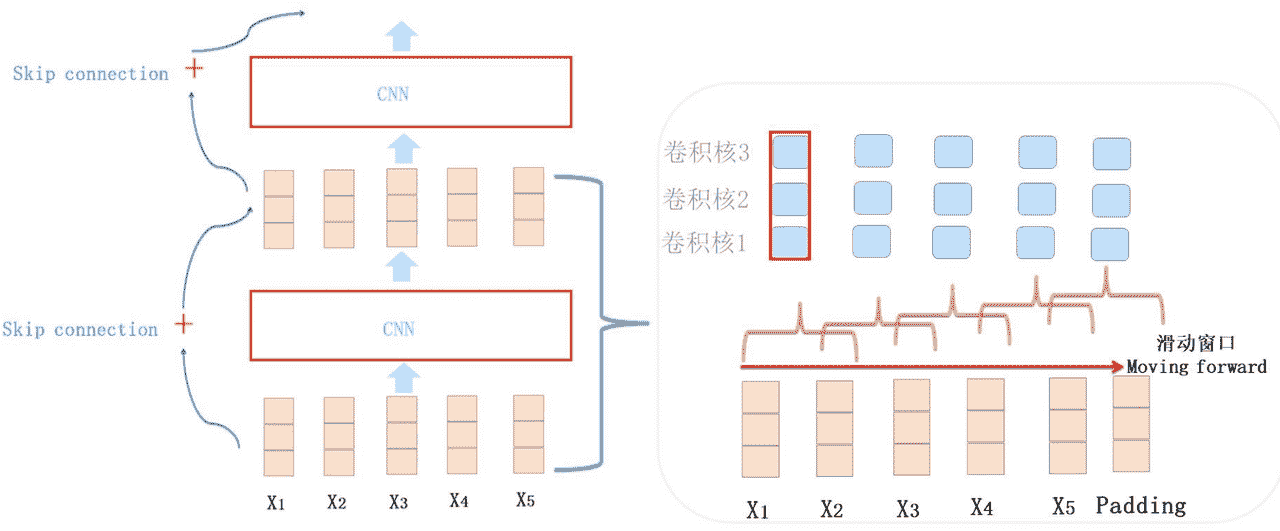 Skip connection
CNN
Skip connection
CNN
X1 X2 X3 X4 X5
卷积核3
卷积核2
卷积核1
滑动窗口
Moving forward
X1 X2 X3 X4 X5 Padding